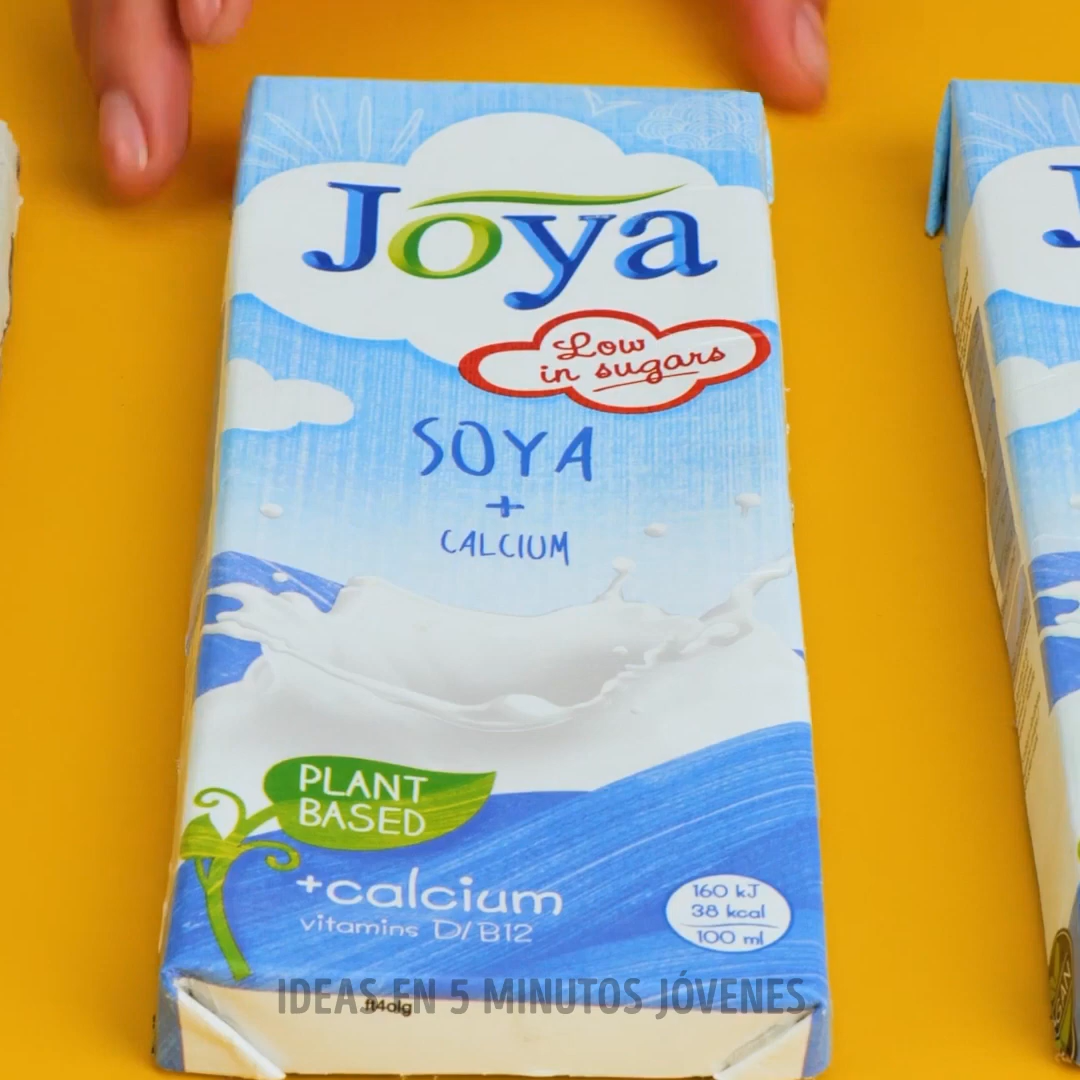 Joya
Low
in sugars
SOYA
+
CALCIUM
PLANT
BASED
+calcium
vitamins D/B12
160 kJ
38 kcal
100 ml
IDEAS EN 5 MINUTOS JÓVENES